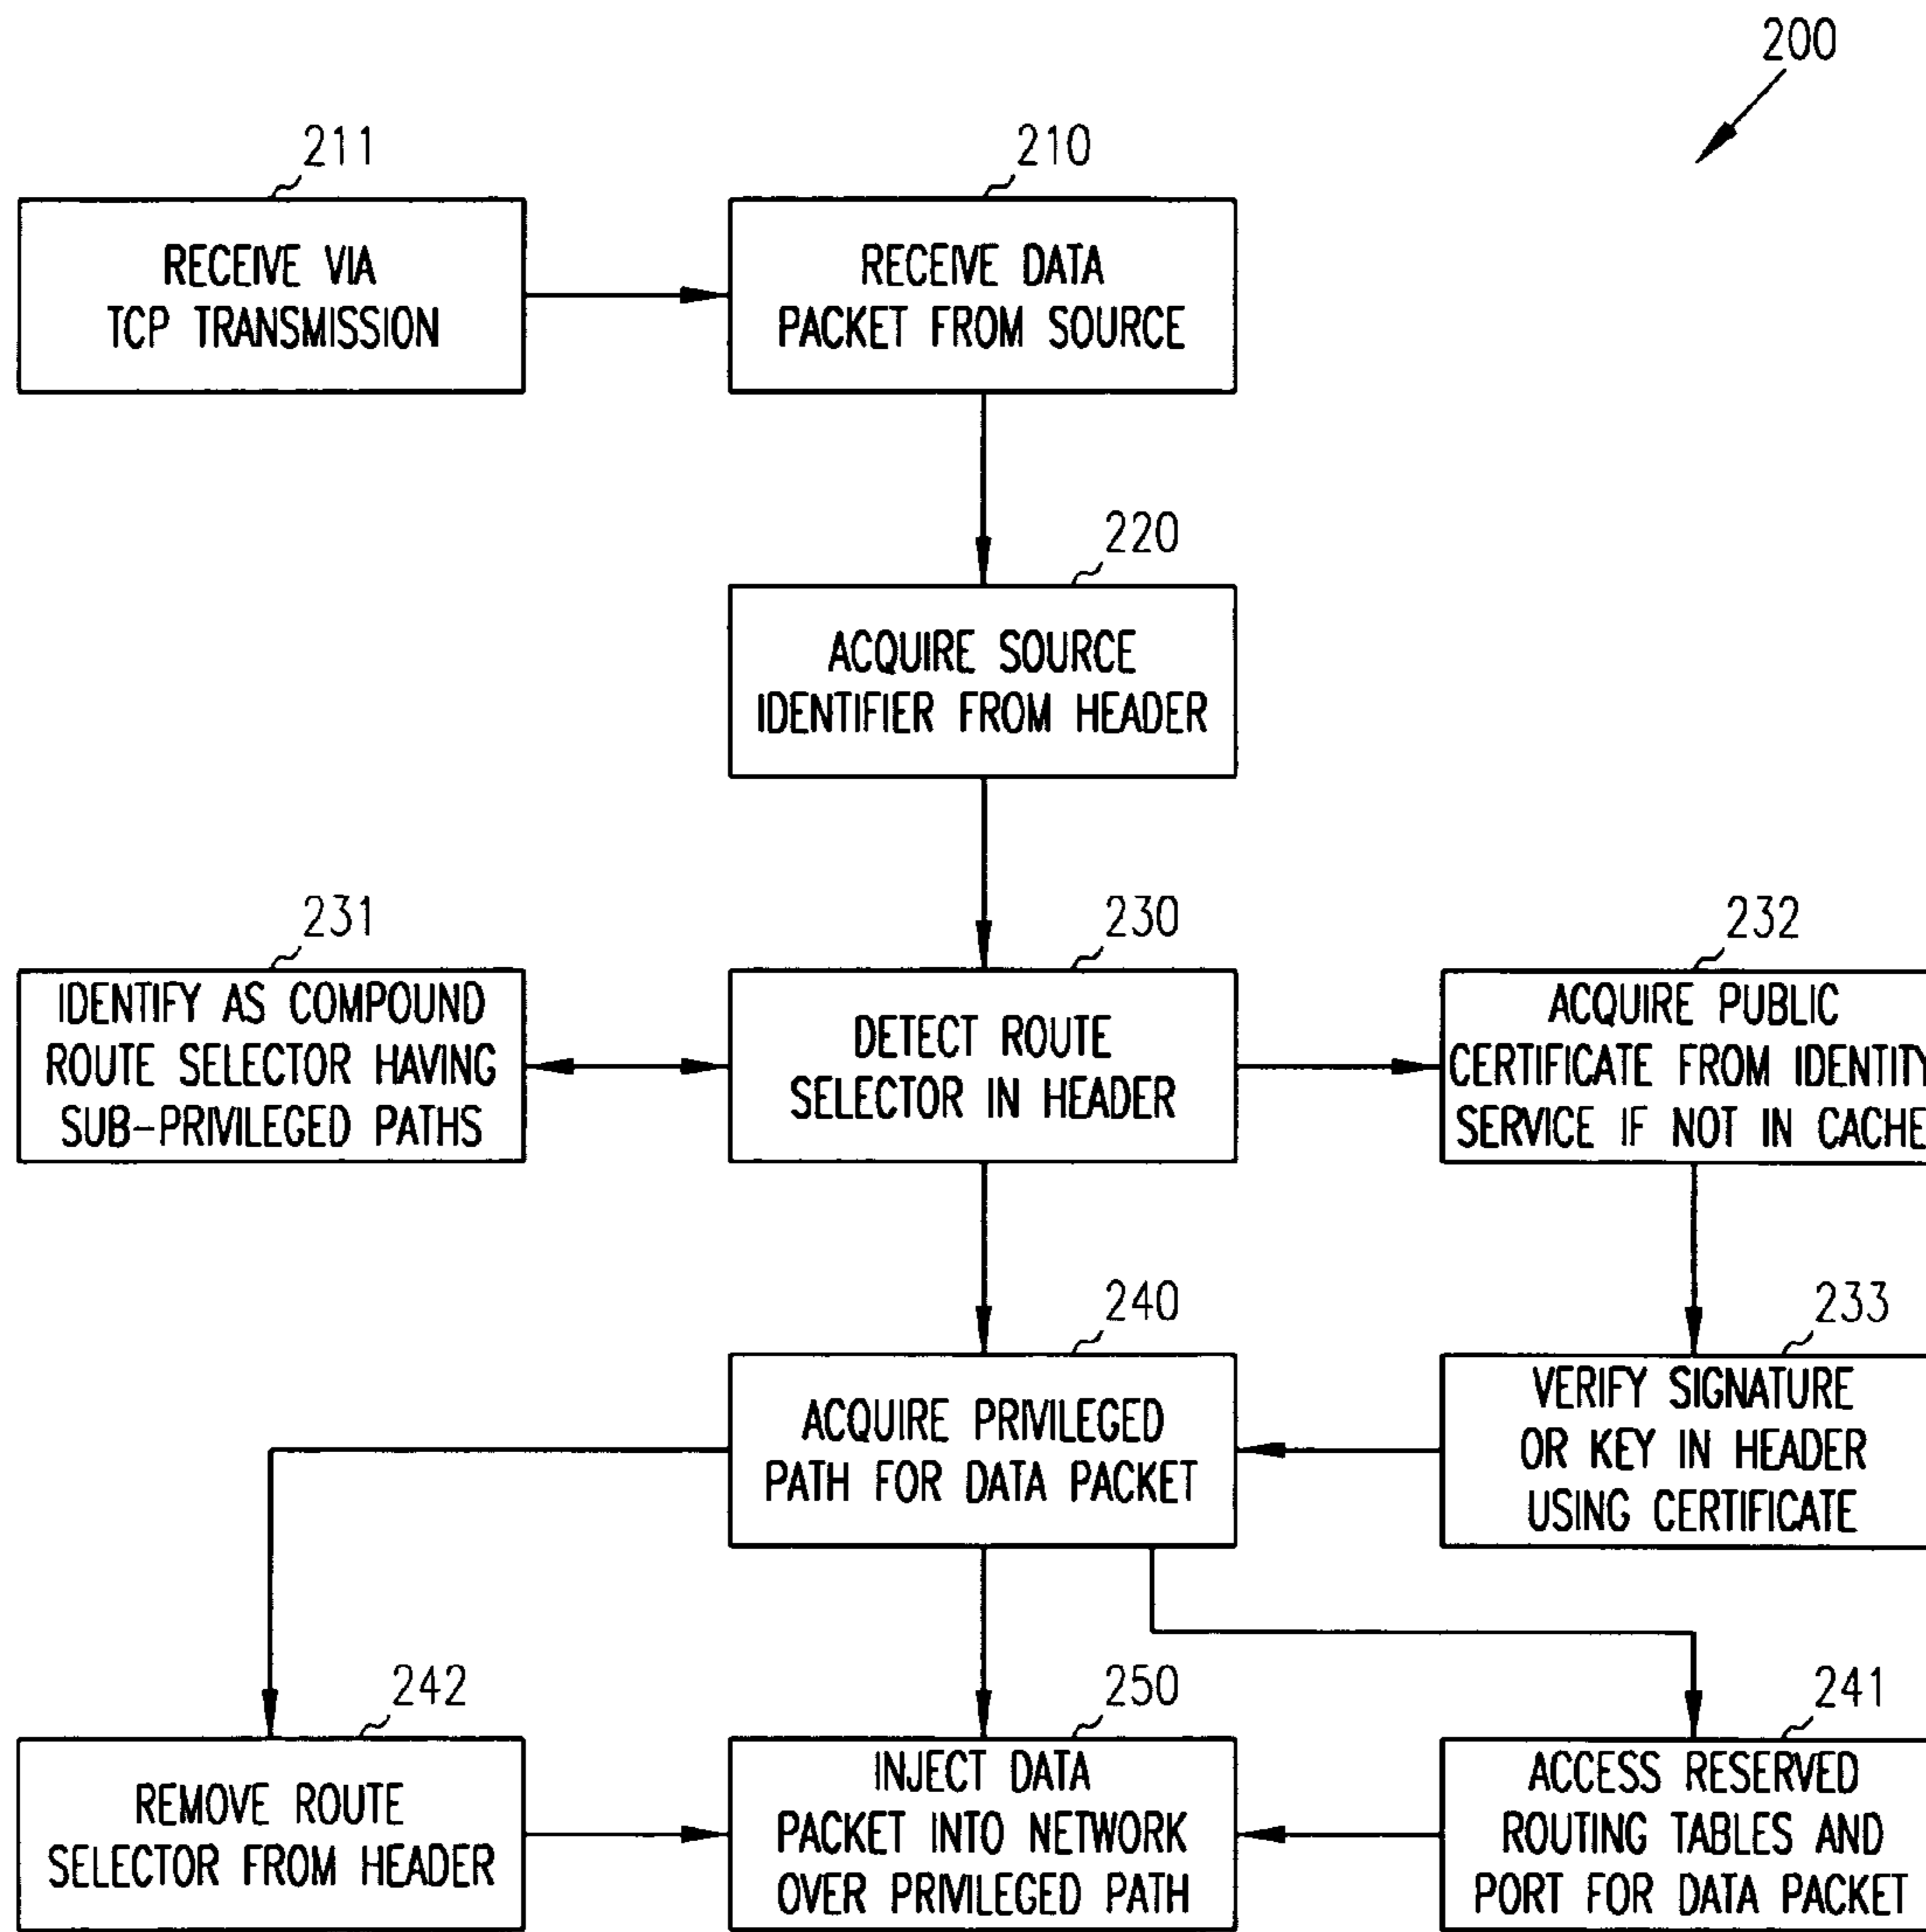 200
211
RECEIVE VIA
TCP TRANSMISSION
210
RECEIVE DATA
PACKET FROM SOURCE
220
ACQUIRE SOURCE
IDENTIFIER FROM HEADER
231
IDENTIFY AS COMPOUND
ROUTE SELECTOR HAVING
SUB-PRIVILEGED PATHS
230
DETECT ROUTE
SELECTOR IN HEADER
232
ACQUIRE PUBLIC
CERTIFICATE FROM IDENTITY
SERVICE IF NOT IN CACHE
240
ACQUIRE PRIVILEGED
PATH FOR DATA PACKET
233
VERIFY SIGNATURE
OR KEY IN HEADER
USING CERTIFICATE
242
REMOVE ROUTE
SELECTOR FROM HEADER
250
INJECT DATA
PACKET INTO NETWORK
OVER PRIVILEGED PATH
241
ACCESS RESERVED
ROUTING TABLES AND
PORT FOR DATA PACKET